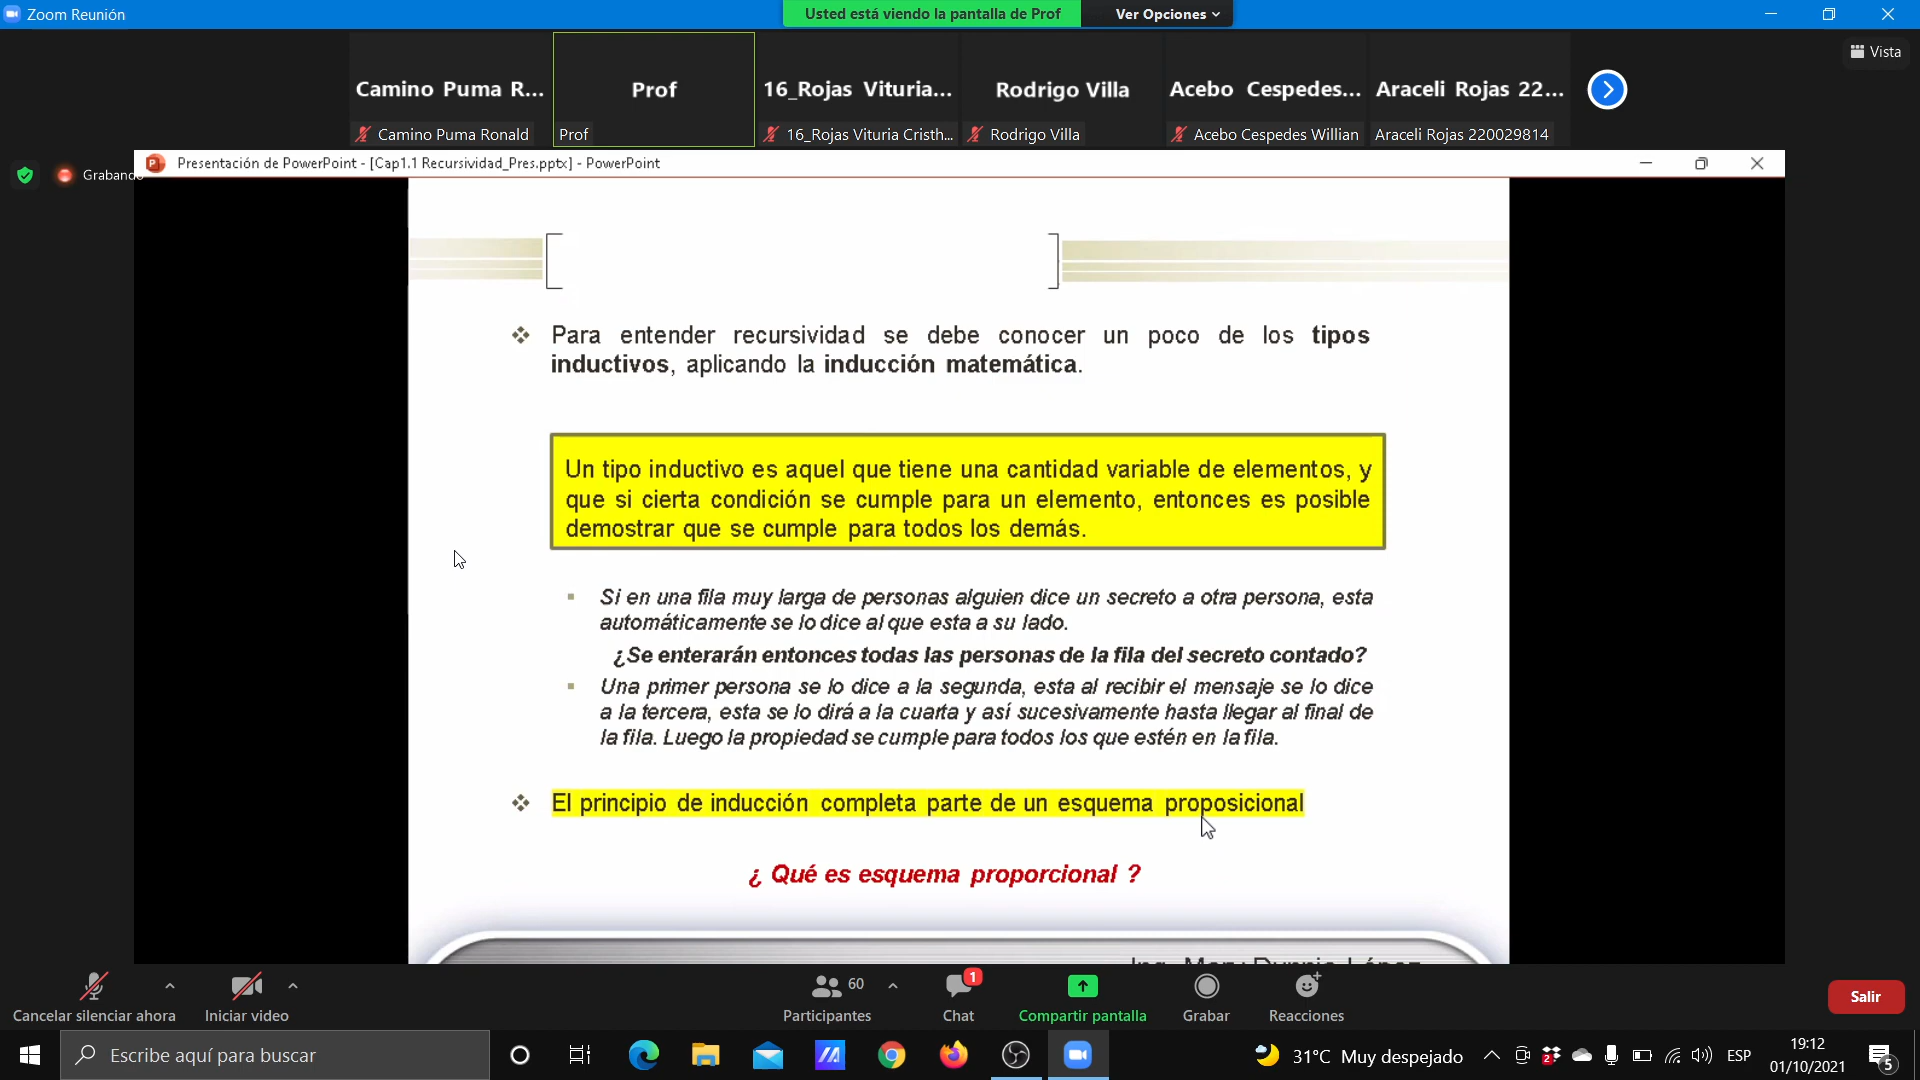 Zoom Reunión
Usted está viendo la pantalla de Prof
Ver Opciones
Vista
Camino Puma R...
Prof
16_Rojas Vituria...
Rodrigo Villa
Acebo Cespedes...
Araceli Rojas 22...
Camino Puma Ronald
Prof
16_Rojas Vituria Cristh...
Rodrigo Villa
Acebo Cespedes Willian
Araceli Rojas 220029814
Grabando
Presentación de PowerPoint - [Cap1.1 Recursividad_Pres.pptx] - PowerPoint
Para entender recursividad se debe conocer un poco de los tipos
inductivos, aplicando la inducción matemática.
Un tipo inductivo es aquel que tiene una cantidad variable de elementos, y
que si cierta condición se cumple para un elemento, entonces es posible
demostrar que se cumple para todos los demás.
Si en una fila muy larga de personas alguien dice un secreto a otra persona, esta
automáticamente se lo dice al que esta a su lado.
¿Se enterarán entonces todas las personas de la fila del secreto contado?
Una primer persona se lo dice a la segunda, esta al recibir el mensaje se lo dice
a la tercera, esta se lo dirá a la cuarta y así sucesivamente hasta llegar al final de
la fila. Luego la propiedad se cumple para todos los que estén en la fila.
El principio de inducción completa parte de un esquema proposicional
¿ Qué es esquema proporcional ?
60
1
Cancelar silenciar ahora
Iniciar video
Participantes
Chat
Compartir pantalla
Grabar
Reacciones
Salir
Escribe aquí para buscar
31°C Muy despejado
2
ESP
19:12
01/10/2021
5